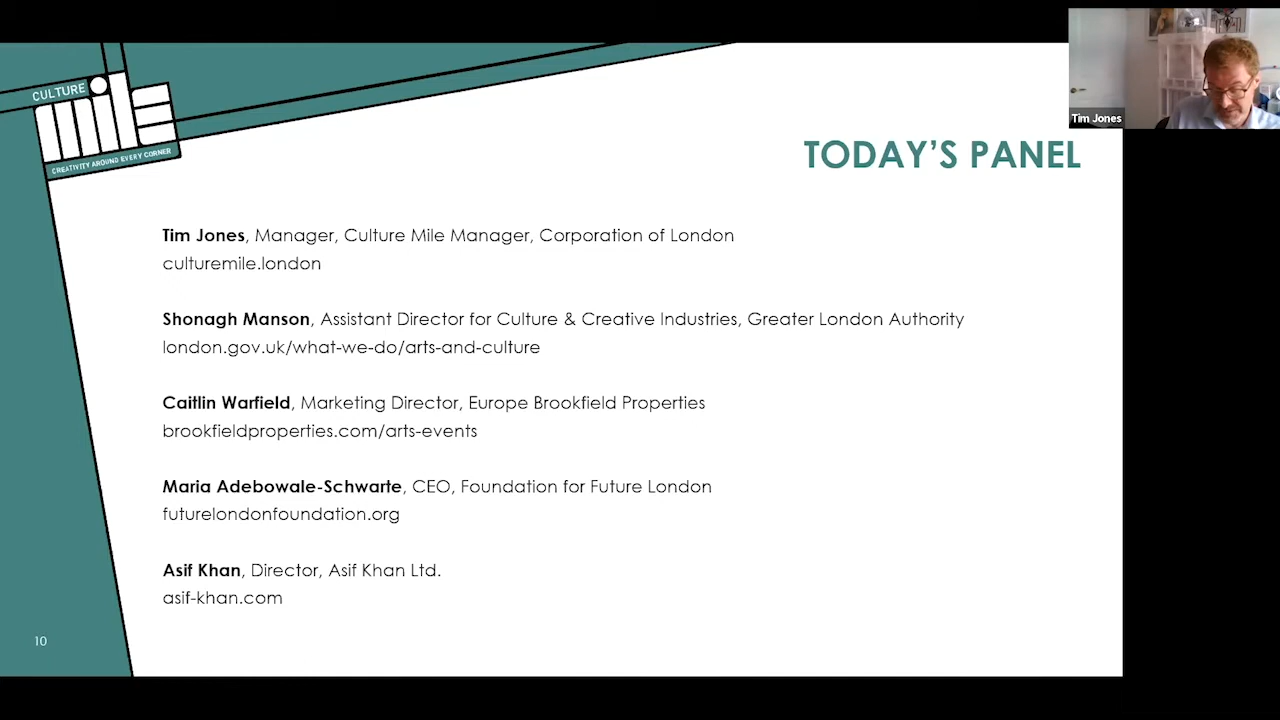 CULTURE
mile
CREATIVITY AROUND EVERY CORNER
Tim Jones
TODAY'S PANEL
Tim Jones, Manager, Culture Mile Manager, Corporation of London
culturemile.london
Shonagh Manson, Assistant Director for Culture & Creative Industries, Greater London Authority
london.gov.uk/what-we-do/arts-and-culture
Caitlin Warfield, Marketing Director, Europe Brookfield Properties
brookfieldproperties.com/arts-events
Maria Adebowale-Schwarte, CEO, Foundation for Future London
futurelondonfoundation.org
Asif Khan, Director, Asif Khan Ltd.
asif-khan.com
10